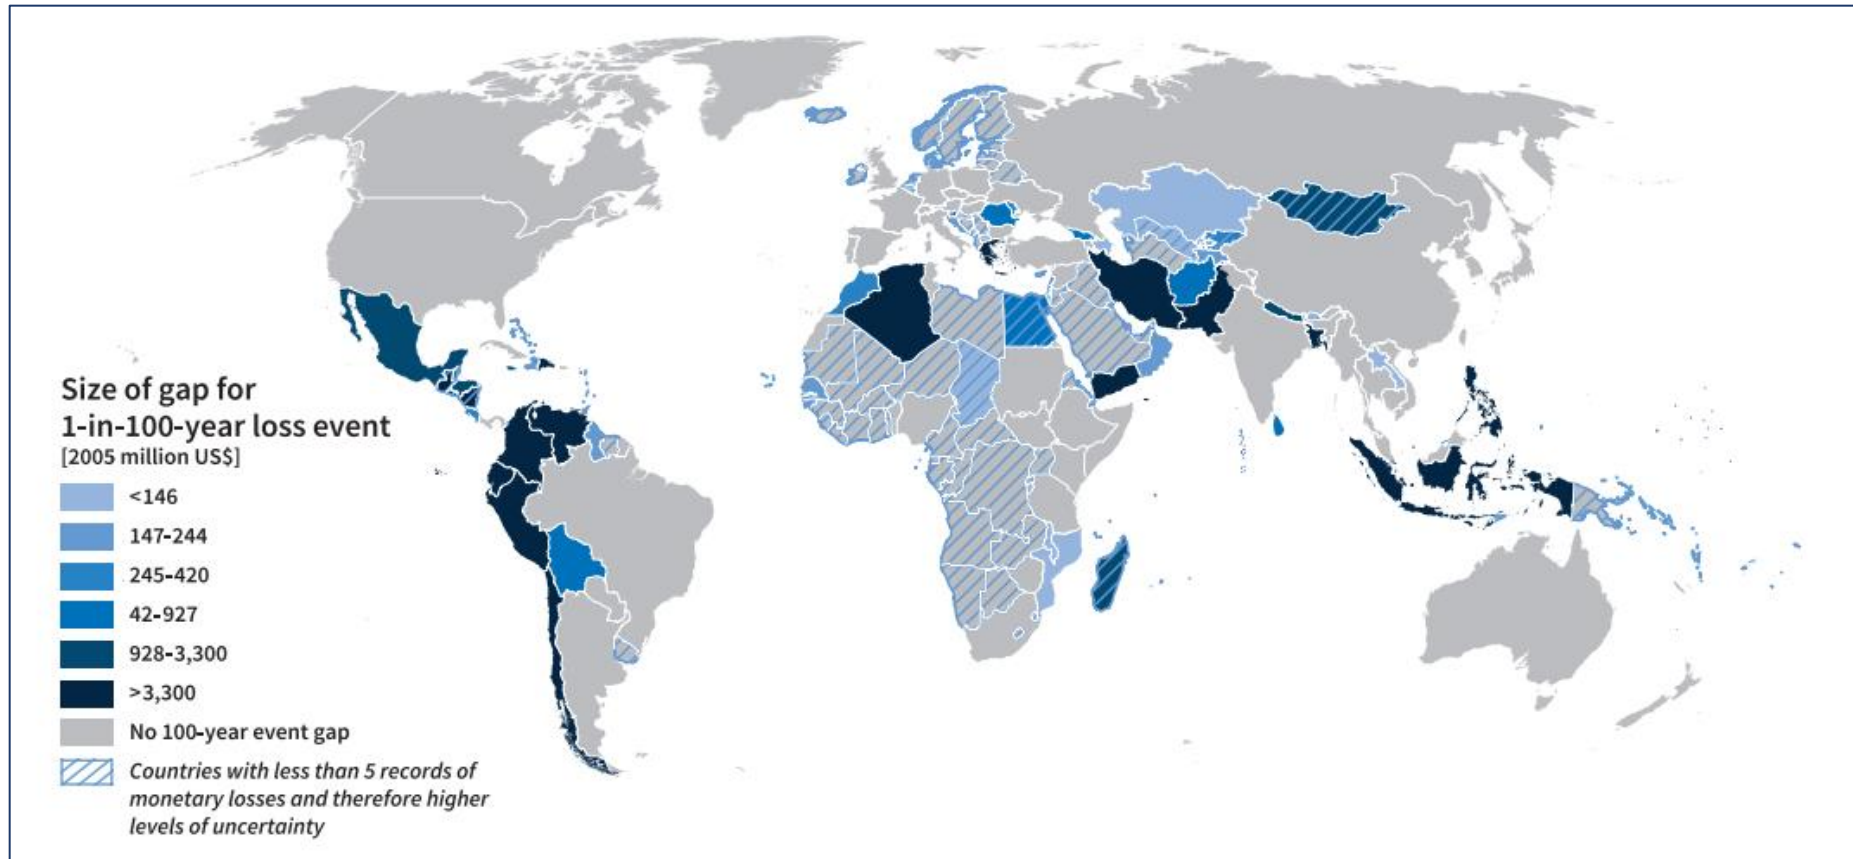 Size of gap for
1-in-100-year loss event
[2005 million US$]
<146
147-244
245-420
42-927
928-3,300
>3,300
No 100-year event gap
Countries with less than 5 records of
monetary losses and therefore higher
levels of uncertainty